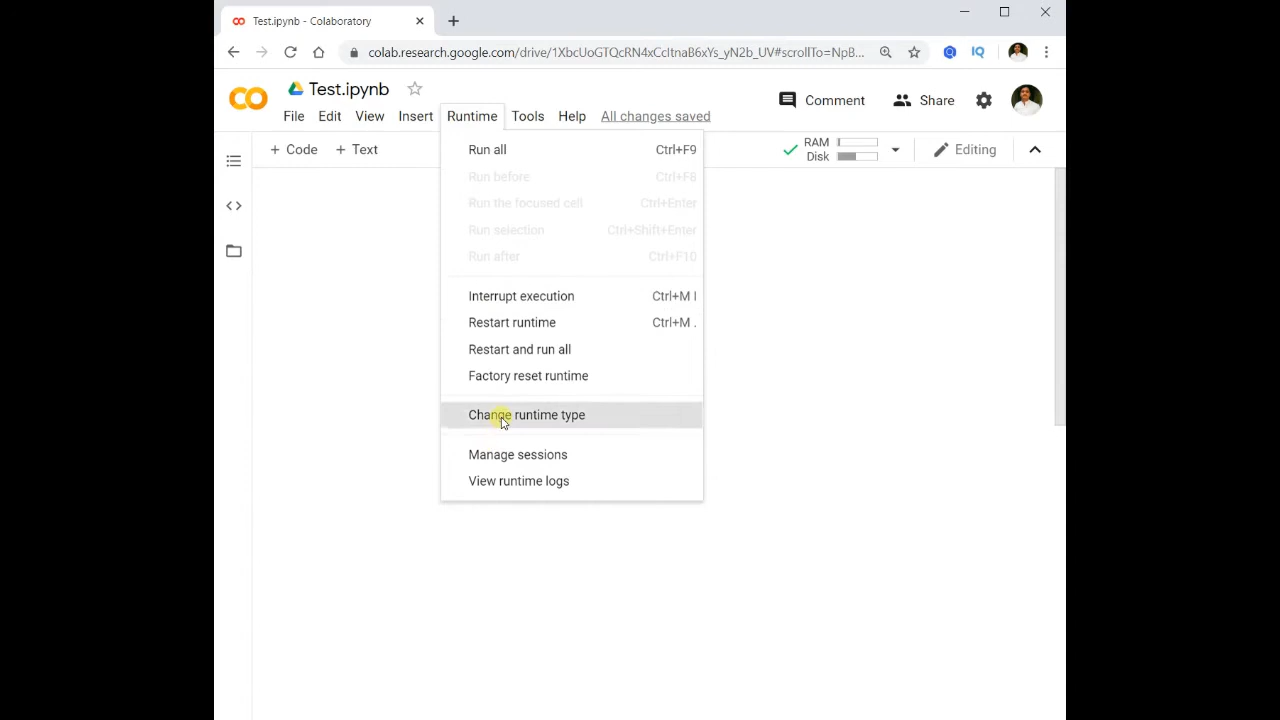 Test.ipynb - Colaboratory
colab.research.google.com/drive/1XbcUoGTQcRN4xCcltnaB6xYs_yN2b_UV#scrollTo=NpB...
IQ
CO Test.ipynb
Comment Share
File Edit View Insert Runtime Tools Help All changes saved
+ Code + Text
RAM
Disk
Editing
Run all Ctrl+F9
Run before Ctrl+F8
Run the focused cell Ctrl+Enter
Run selection Ctrl+Shift+Enter
Run after Ctrl+F10
Interrupt execution Ctrl+M I
Restart runtime Ctrl+M .
Restart and run all
Factory reset runtime
Change runtime type
Manage sessions
View runtime logs